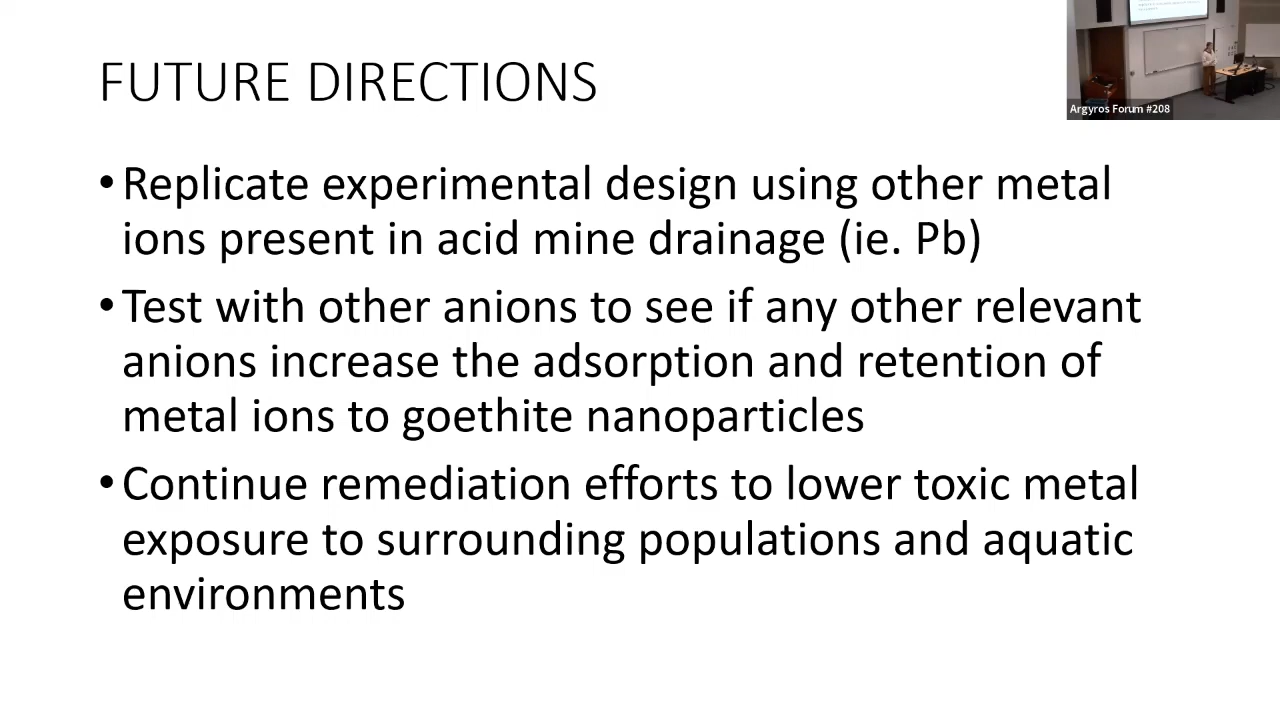 FUTURE DIRECTIONS
Argyros Forum #208
• Replicate experimental design using other metal
ions present in acid mine drainage (ie. Pb)
• Test with other anions to see if any other relevant
anions increase the adsorption and retention of
metal ions to goethite nanoparticles
• Continue remediation efforts to lower toxic metal
exposure to surrounding populations and aquatic
environments